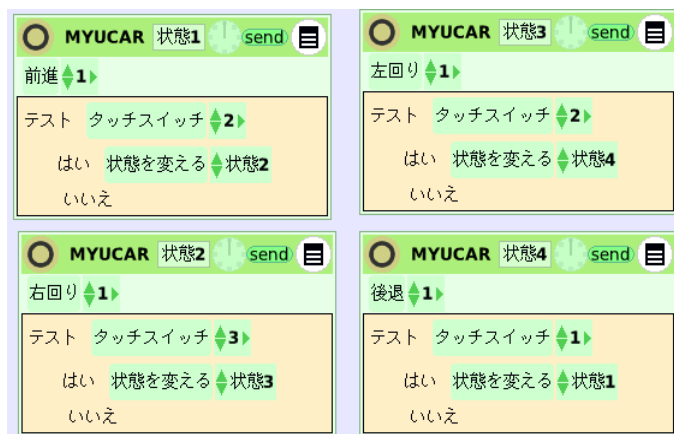 MYUCAR 状態1 send
前進 1
テスト タッチスイッチ 2
はい 状態を変える 状態2
いいえ
MYUCAR 状態2 send
右回り 1
テスト タッチスイッチ 3
はい 状態を変える 状態3
いいえ
MYUCAR 状態3 send
左回り 1
テスト タッチスイッチ 2
はい 状態を変える 状態4
いいえ
MYUCAR 状態4 send
後退 1
テスト タッチスイッチ 1
はい 状態を変える 状態1
いいえ